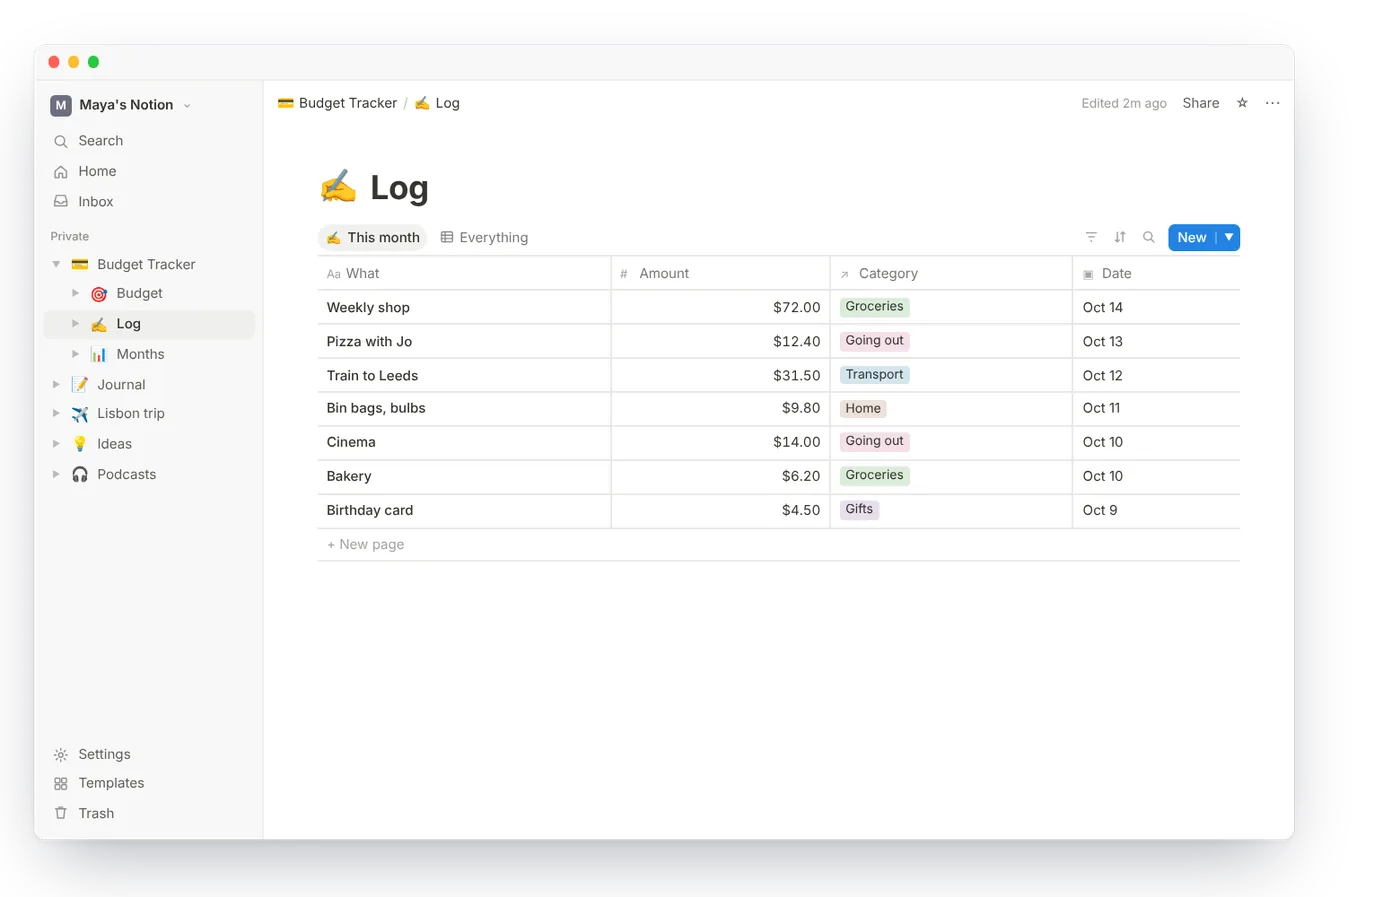 M Maya's Notion
Search
Home
Inbox
Private
Budget Tracker
Budget
Log
Months
Journal
Lisbon trip
Ideas
Podcasts
Settings
Templates
Trash
Budget Tracker / Log
Edited 2m ago Share
Log
This month Everything
New
Aa What # Amount Category Date
Weekly shop $72.00 Groceries Oct 14
Pizza with Jo $12.40 Going out Oct 13
Train to Leeds $31.50 Transport Oct 12
Bin bags, bulbs $9.80 Home Oct 11
Cinema $14.00 Going out Oct 10
Bakery $6.20 Groceries Oct 10
Birthday card $4.50 Gifts Oct 9
+ New page